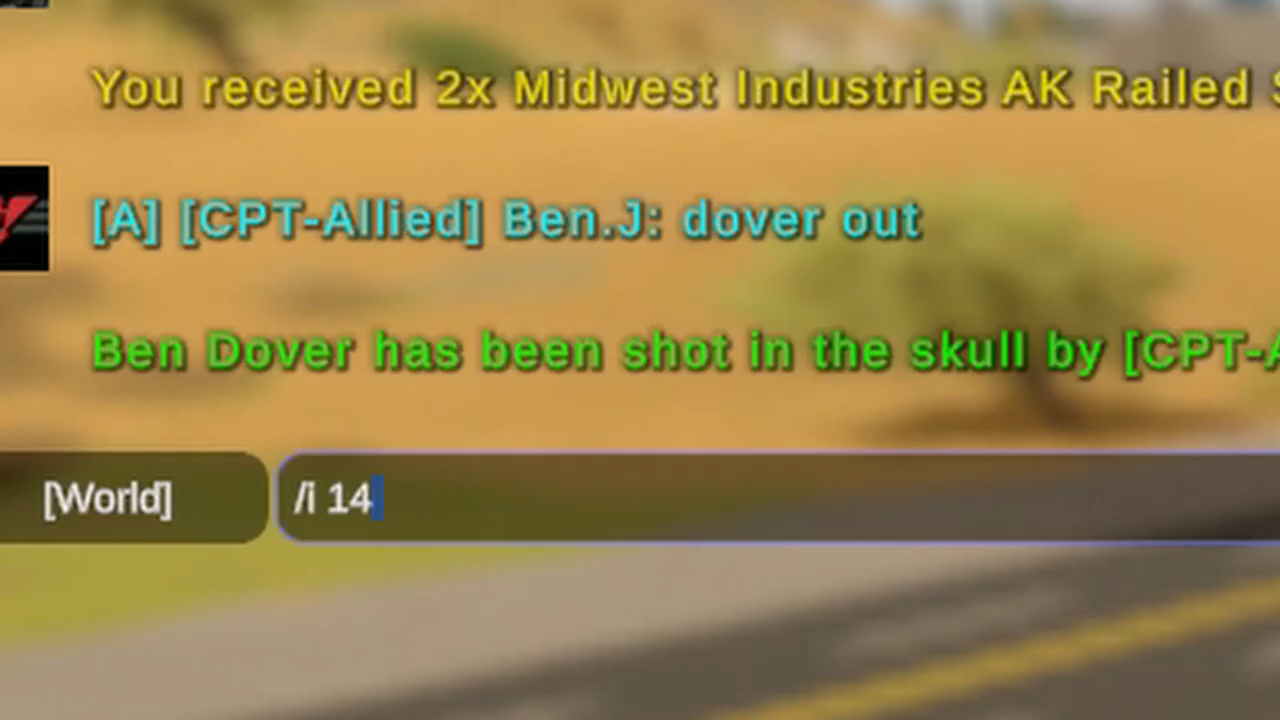 You received 2x Midwest Industries AK Railed
[A] [CPT-Allied] Ben.J: dover out
Ben Dover has been shot in the skull by [CPT-A
[World] /i 14